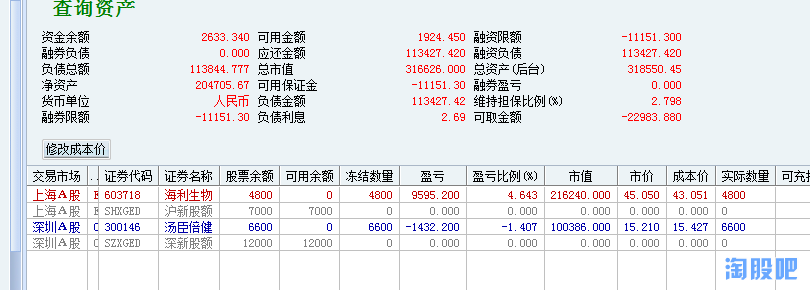 查询资产
资金余额 2633.340 可用金额 1924.450 融资限额 -11151.300
融券负债 0.000 应还金额 113427.420 融资负债 113427.420
负债总额 113844.777 总市值 316626.000 总资产(后台) 318550.45
净资产 204705.67 可用保证金 -11151.30 融券盈亏 0.000
货币单位 人民币 负债金额 113427.42 维持担保比例(%) 2.798
融券限额 -11151.30 负债利息 2.69 可取金额 -22983.880
修改成本价
交易市场 .. 证券代码 证券名称 股票余额 可用余额 冻结数量 盈亏 盈亏比例(%) 市值 市价 成本价 实际数量 可充抵
上海A股 603718 海利生物 4800 0 4800 9595.200 4.643 216240.000 45.050 43.051 4800
上海A股 SHXGED 沪新股额 7000 7000 0 0.000 0.000 0.000 0.000 0.000 0
深圳A股 300146 汤臣倍健 6600 0 6600 -1432.200 -1.407 100386.000 15.210 15.427 6600
深圳A股 SZXGED 深新股额 12000 12000 0 0.000 0.000 0.000 0.000 0.000 0
淘股吧